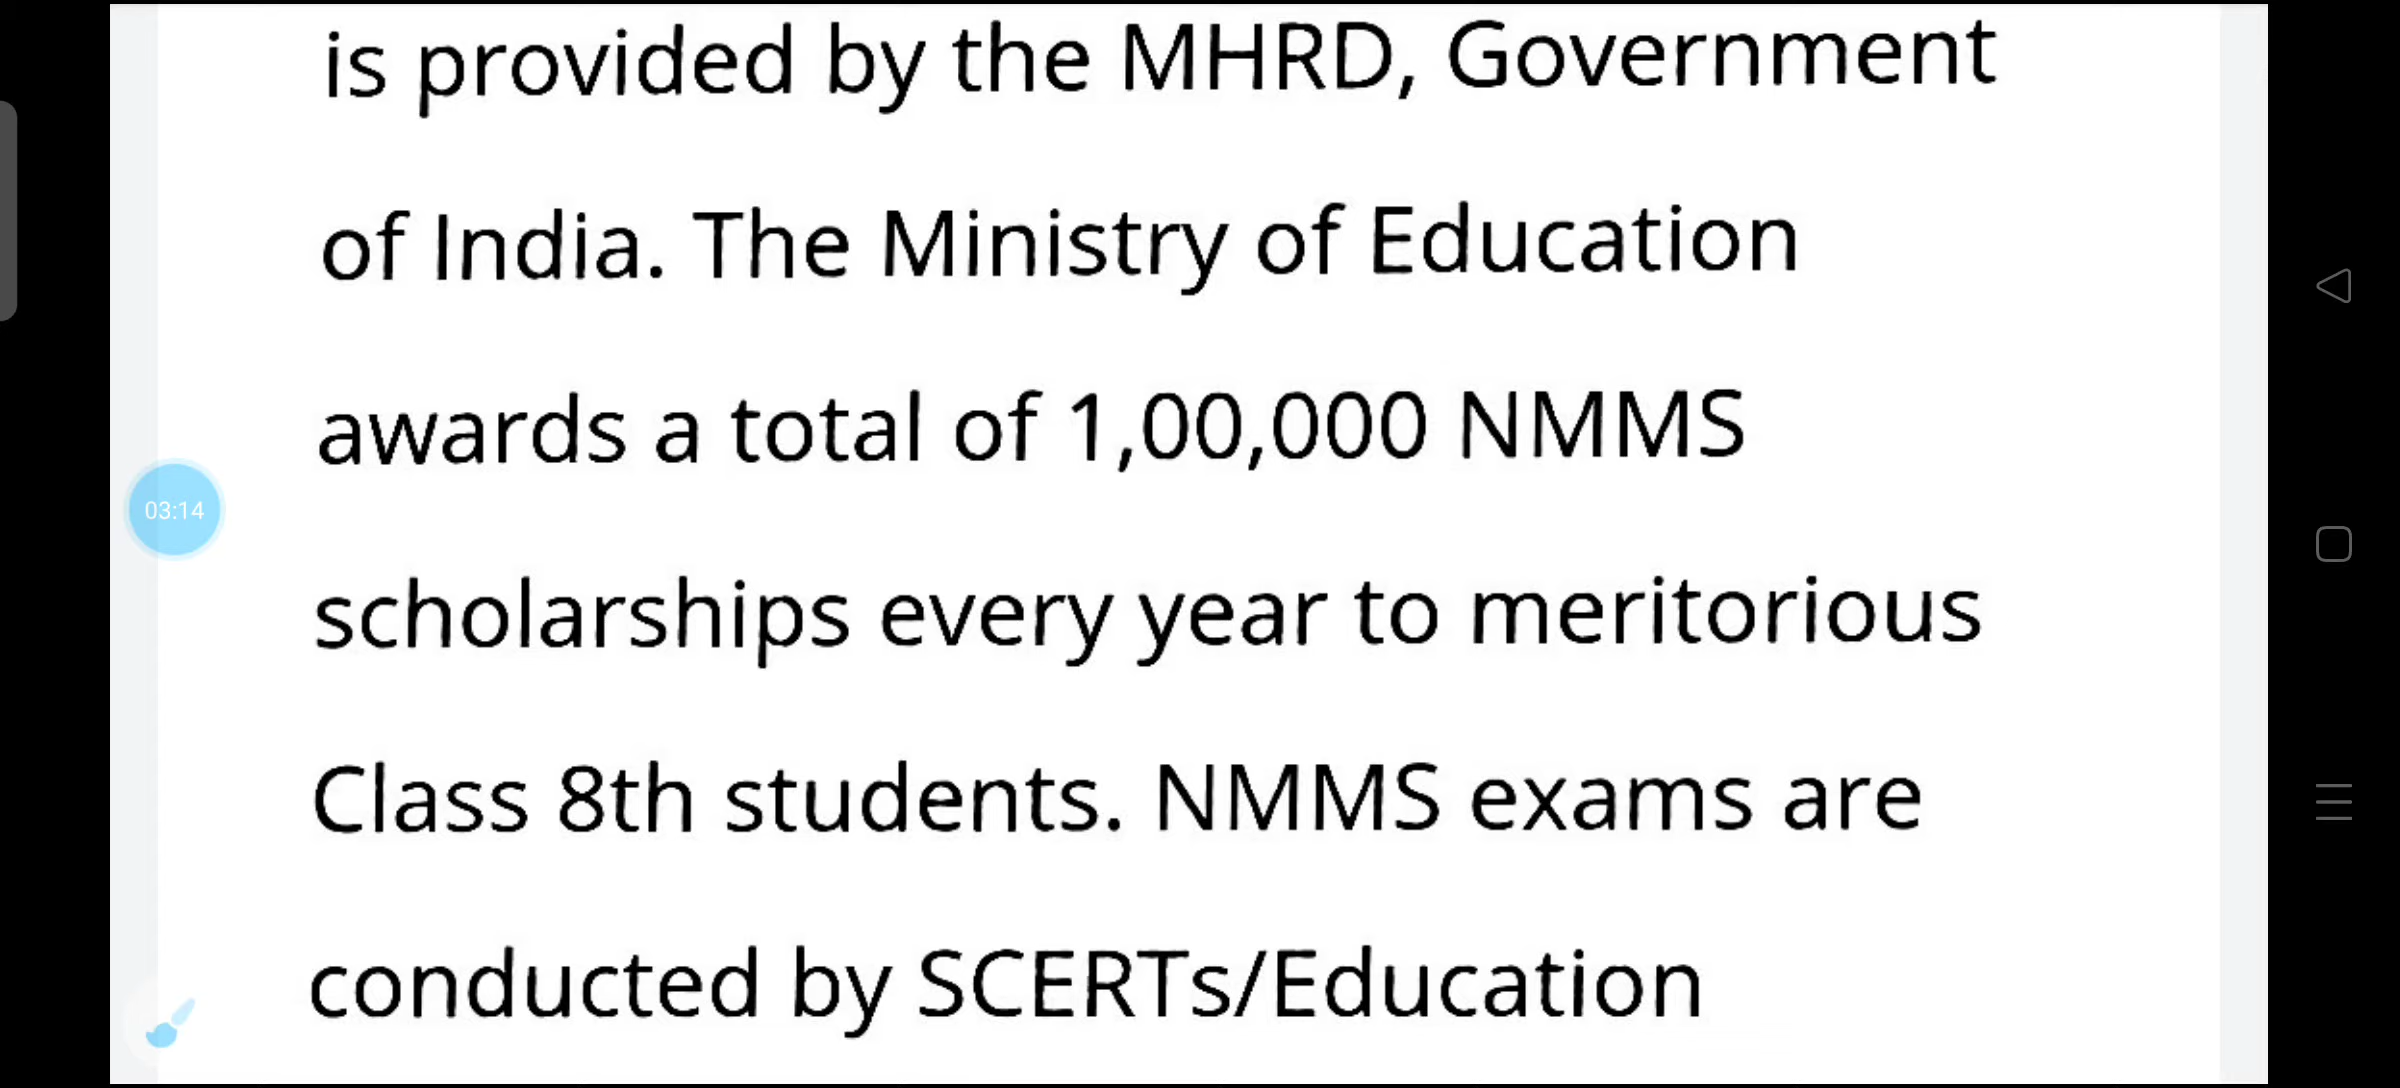 is provided by the MHRD, Government
of India. The Ministry of Education
awards a total of 1,00,000 NMMS
03:14
scholarships every year to meritorious
Class 8th students. NMMS exams are
conducted by SCERTs/Education